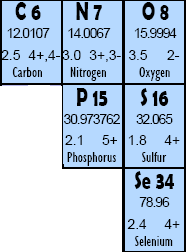 C 6 N 7 O 8
12.0107 14.0067 15.9994
2.5 4+,4- 3.0 3+,3- 3.5 2-
Carbon Nitrogen Oxygen
P 15 S 16
30.973762 32.065
2.1 5+ 1.8 4+
Phosphorus Sulfur
Se 34
78.96
2.4 4+
Selenium